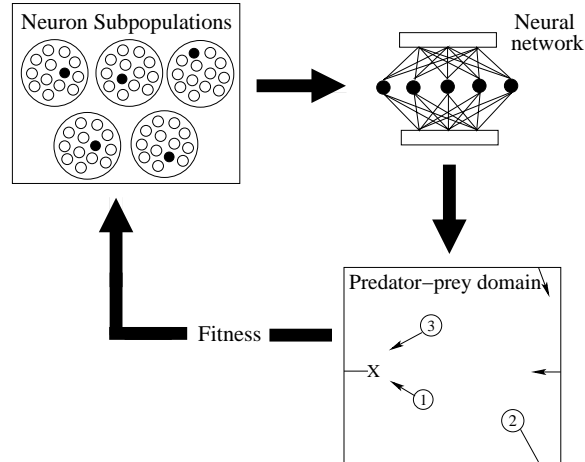 Neuron Subpopulations
Neural
network
Predator−prey domain
3
X
1
2
Fitness